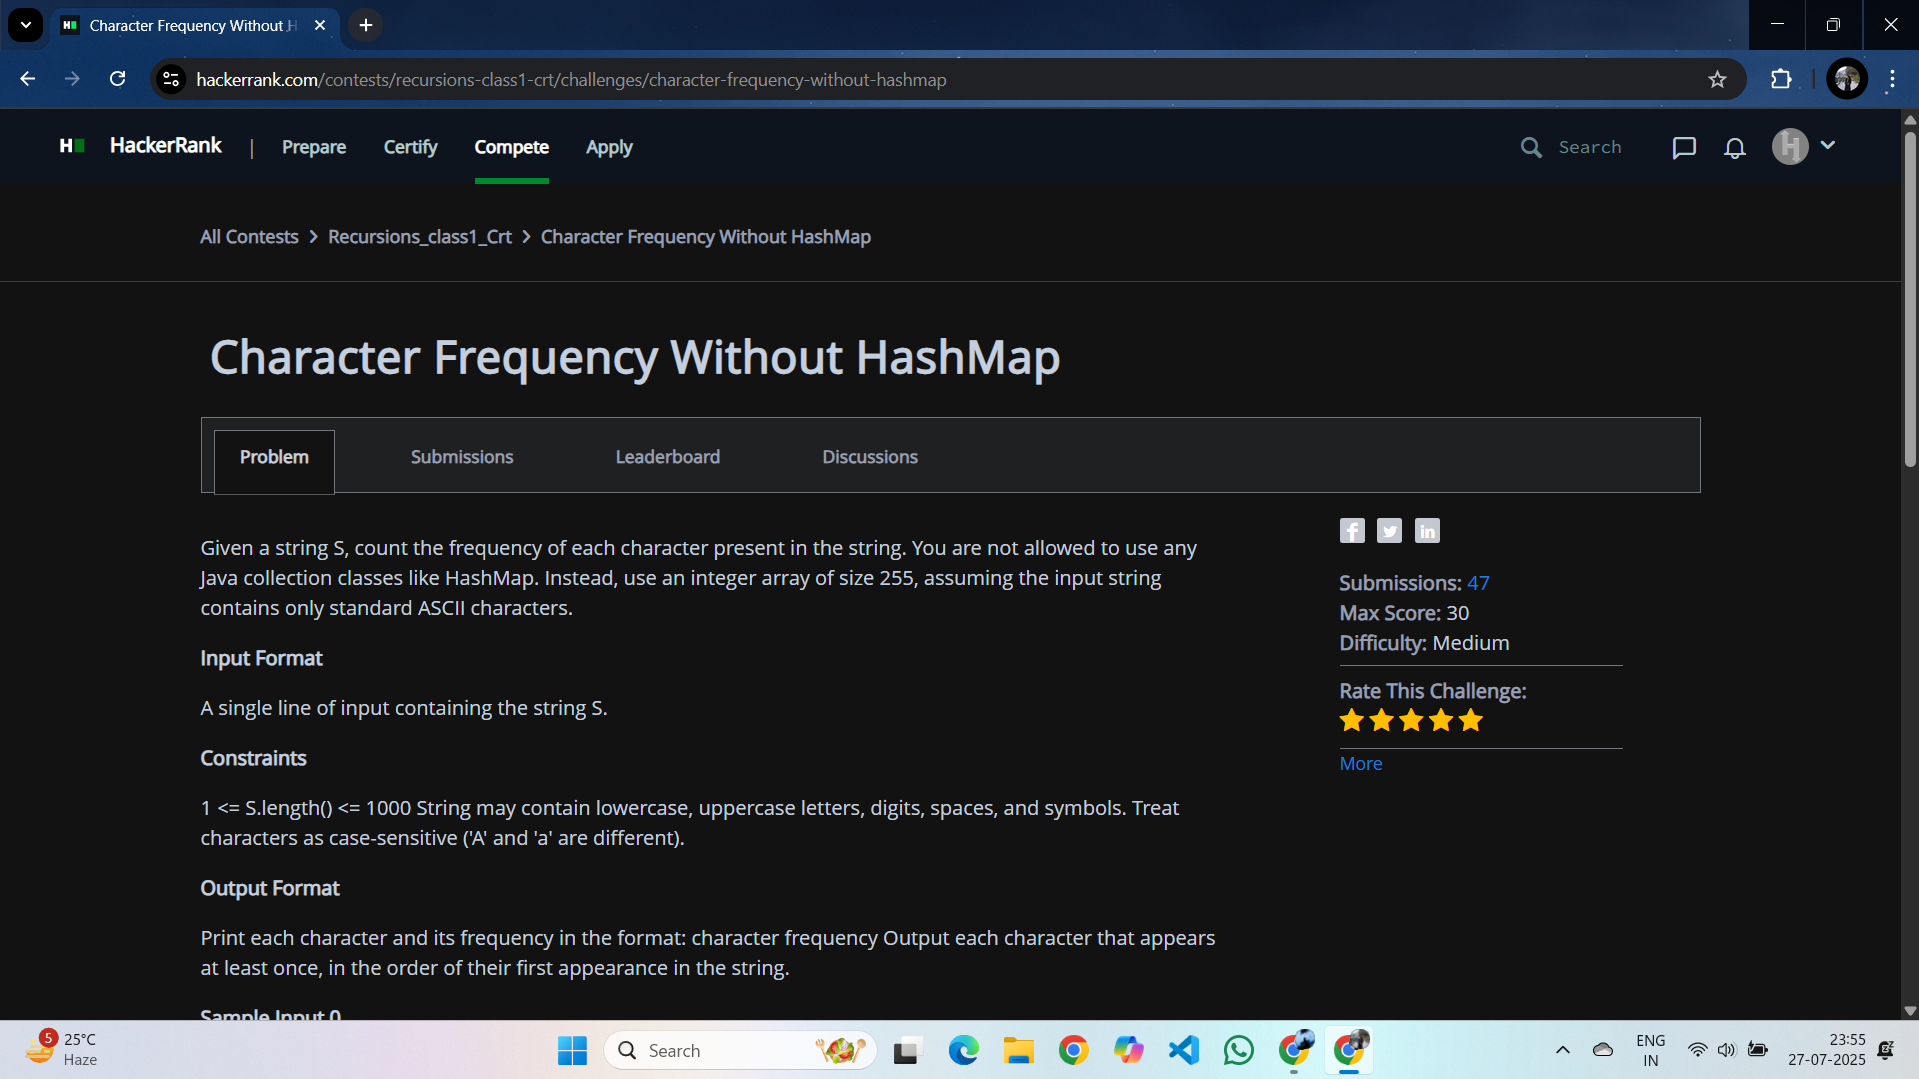 Character Frequency Without H
hackerrank.com/contests/recursions-class1-crt/challenges/character-frequency-without-hashmap
H HackerRank | Prepare Certify Compete Apply Search
All Contests > Recursions_class1_Crt > Character Frequency Without HashMap
Character Frequency Without HashMap
Problem Submissions Leaderboard Discussions
Given a string S, count the frequency of each character present in the string. You are not allowed to use any
Java collection classes like HashMap. Instead, use an integer array of size 255, assuming the input string
contains only standard ASCII characters.
Input Format
A single line of input containing the string S.
Constraints
1 <= S.length() <= 1000 String may contain lowercase, uppercase letters, digits, spaces, and symbols. Treat
characters as case-sensitive ('A' and 'a' are different).
Output Format
Print each character and its frequency in the format: character frequency Output each character that appears
at least once, in the order of their first appearance in the string.
Sample Input 0
Submissions: 47
Max Score: 30
Difficulty: Medium
Rate This Challenge:
More
5
25°C
Haze
Search
ENG
IN
23:55
27-07-2025